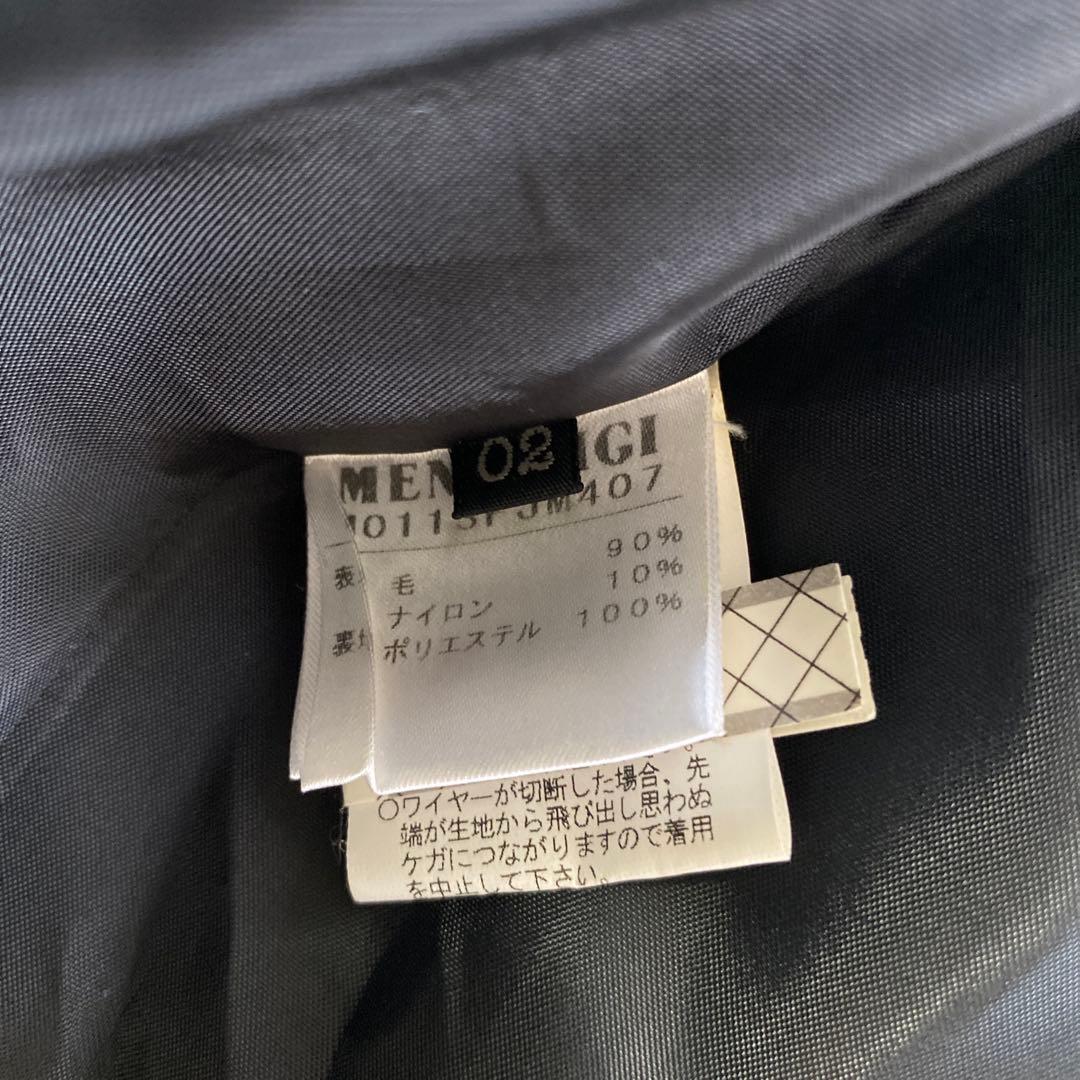 02
MEN IGI
M407
90%
毛 10%
ナイロン 100%
ポリエステル
○ワイヤーが切断した場合、先
端が生地から飛び出し思わぬ
ケガにつながりますので着用
を中止して下さい。